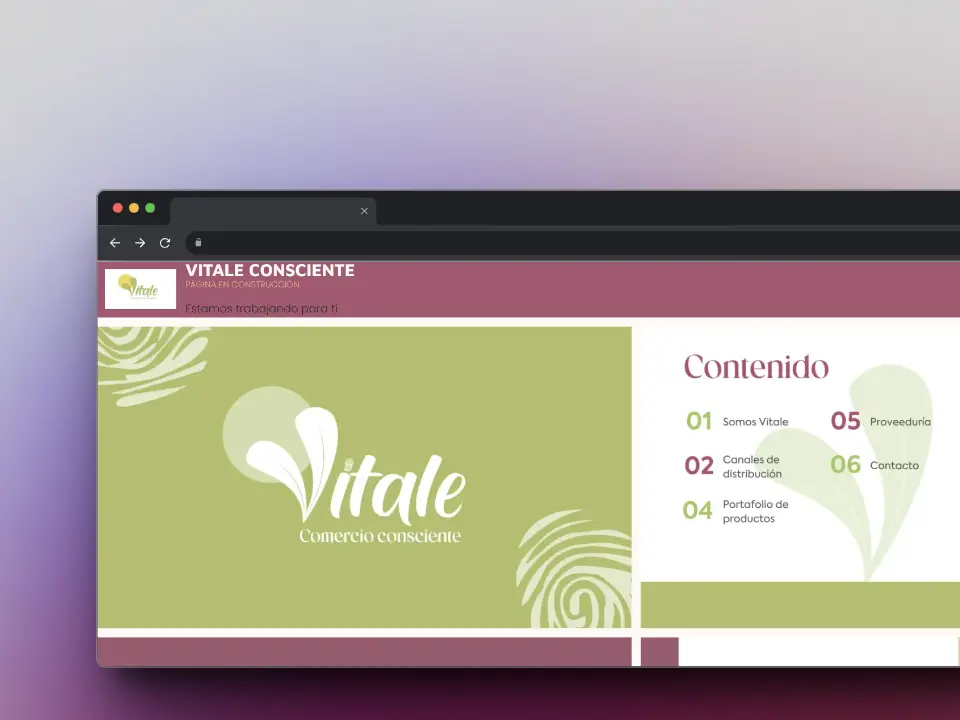 Vitale
VITALE CONSCIENTE
PÁGINA EN CONSTRUCCIÓN
Estamos trabajando para ti
Vitale
Comercio consciente
Contenido
01 Somos Vitale
02 Canales de
distribución
04 Portafolio de
productos
05 Proveeduría
06 Contacto